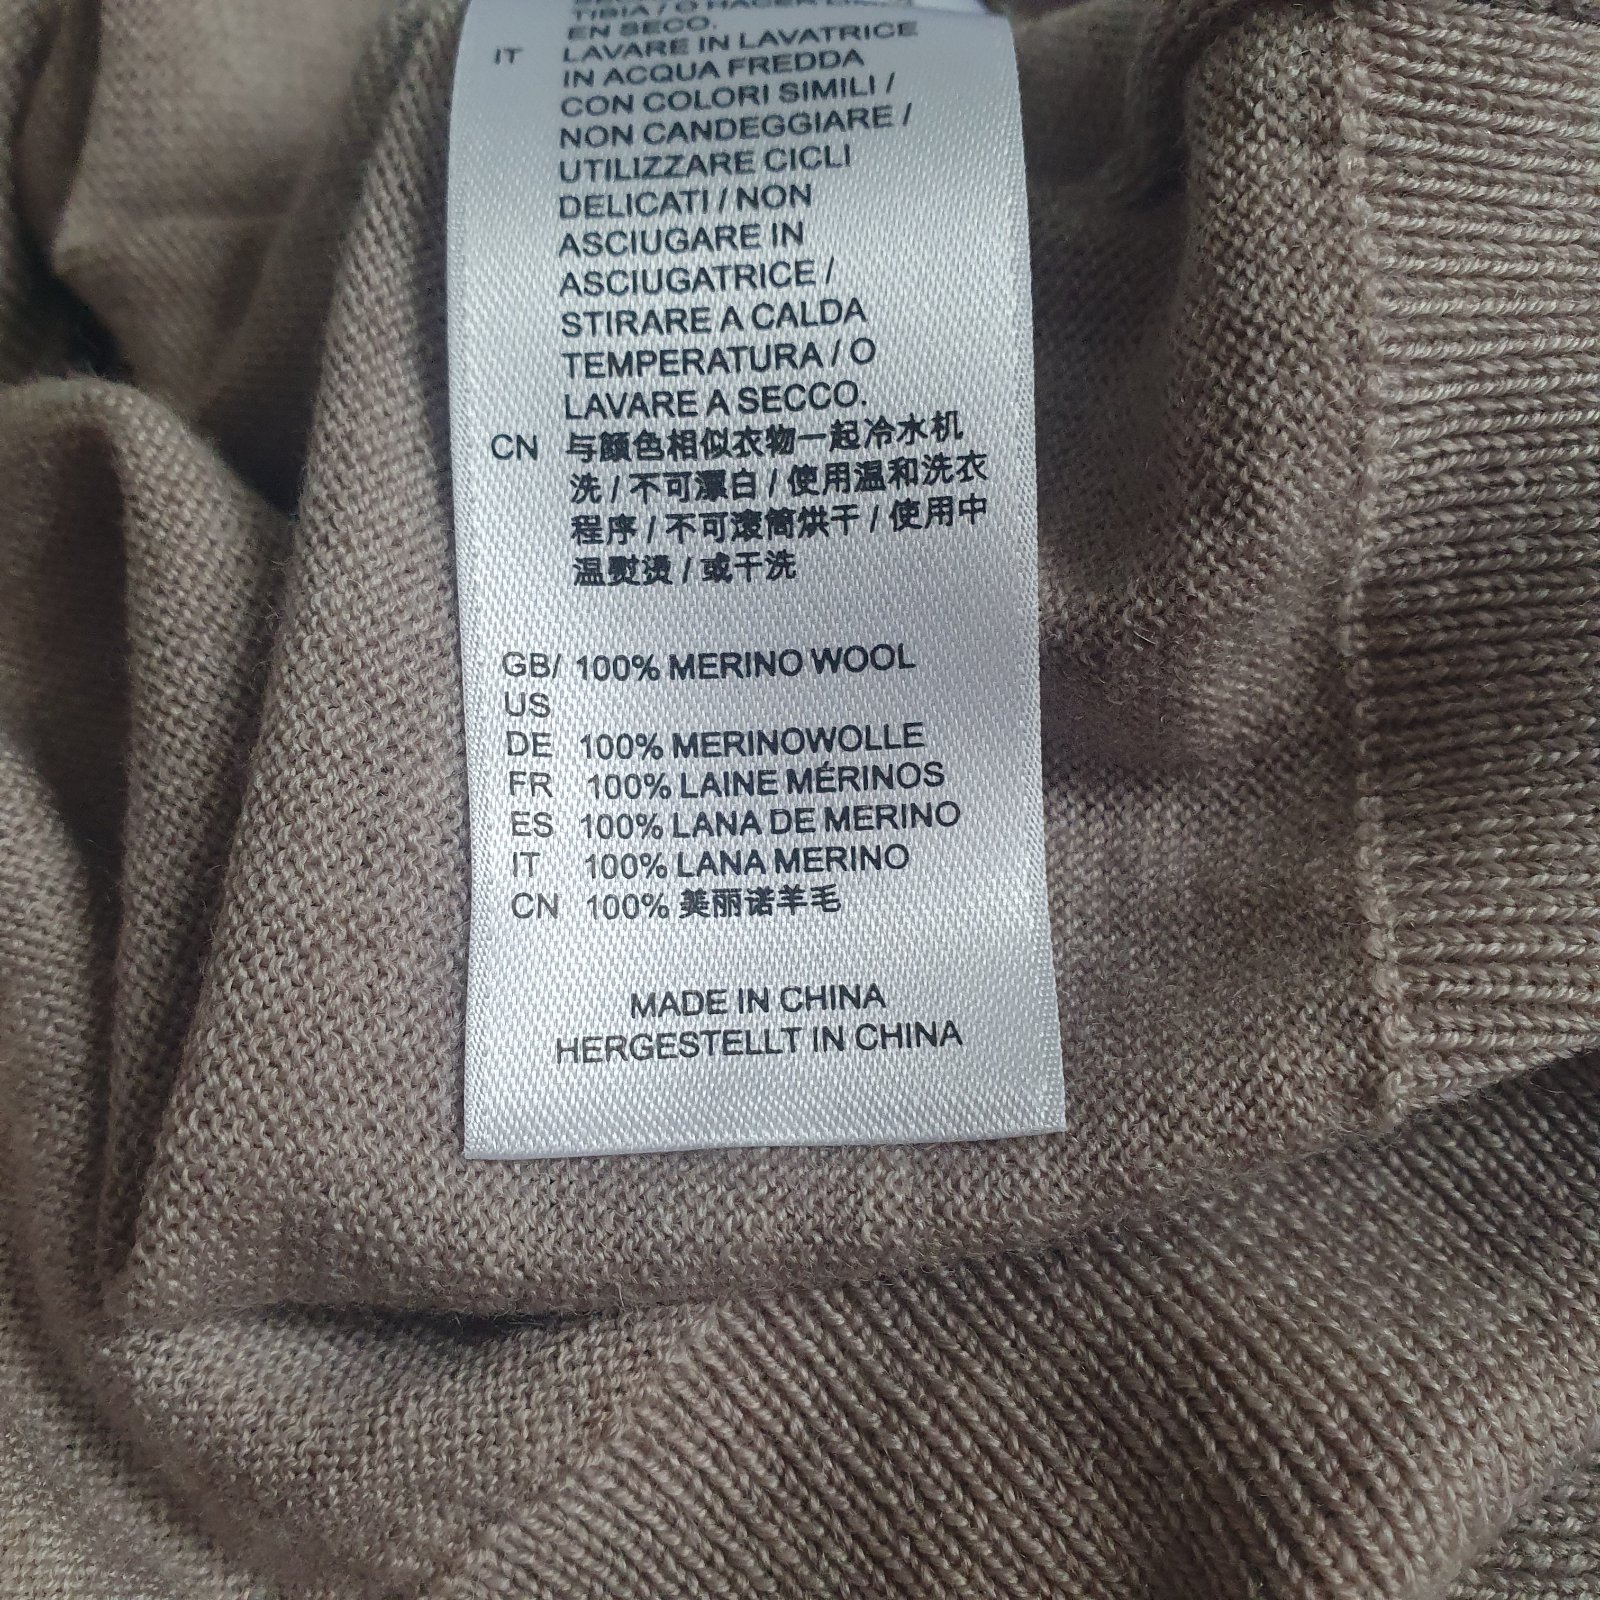 TIBIA / O HACER
EN SECO.
IT LAVARE IN LAVATRICE
IN ACQUA FREDDA
CON COLORI SIMILI /
NON CANDEGGIARE /
UTILIZZARE CICLI
DELICATI / NON
ASCIUGARE IN
ASCIUGATRICE /
STIRARE A CALDA
TEMPERATURA / O
LAVARE A SECCO.
CN 与顏色相似衣物一起冷水机
洗 / 不可漂白 / 使用温和洗衣
程序 / 不可滚筒烘干 / 使用中
温熨烫 / 或干洗
GB/ 100% MERINO WOOL
US
DE 100% MERINOWOLLE
FR 100% LAINE MÉRINOS
ES 100% LANA DE MERINO
IT 100% LANA MERINO
CN 100% 美丽诺羊毛
MADE IN CHINA
HERGESTELLT IN CHINA